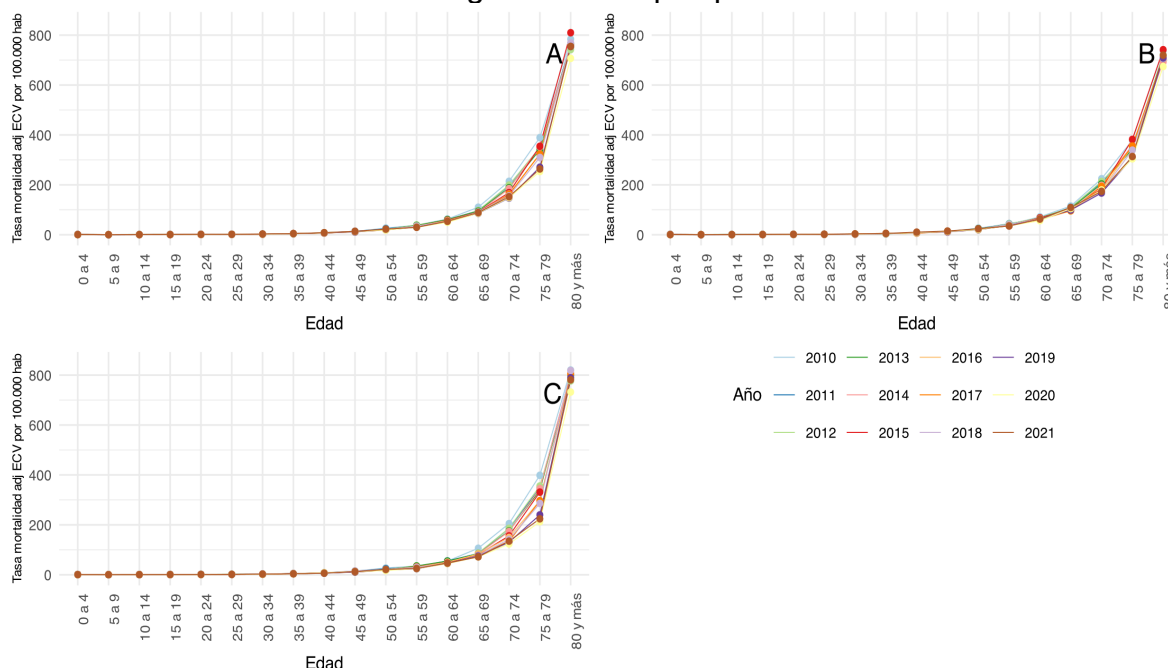 Tasa mortalidad adj ECV por 100.000 hab
800
600
400
200
0
A
0 a 4
5 a 9
10 a 14
15 a 19
20 a 24
25 a 29
30 a 34
35 a 39
40 a 44
45 a 49
50 a 54
55 a 59
60 a 64
65 a 69
70 a 74
75 a 79
80 y más
Edad
Tasa mortalidad adj ECV por 100.000 hab
800
600
400
200
0
B
0 a 4
5 a 9
10 a 14
15 a 19
20 a 24
25 a 29
30 a 34
35 a 39
40 a 44
45 a 49
50 a 54
55 a 59
60 a 64
65 a 69
70 a 74
75 a 79
80 y más
Edad
Tasa mortalidad adj ECV por 100.000 hab
800
600
400
200
0
C
0 a 4
5 a 9
10 a 14
15 a 19
20 a 24
25 a 29
30 a 34
35 a 39
40 a 44
45 a 49
50 a 54
55 a 59
60 a 64
65 a 69
70 a 74
75 a 79
80 y más
Edad
Año
2010 2013 2016 2019
2011 2014 2017 2020
2012 2015 2018 2021